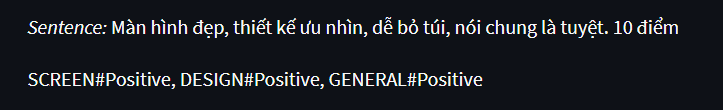 Sentence: Màn hình đẹp, thiết kế ưu nhìn, dễ bỏ túi, nói chung là tuyệt. 10 điểm
SCREEN#Positive, DESIGN#Positive, GENERAL#Positive